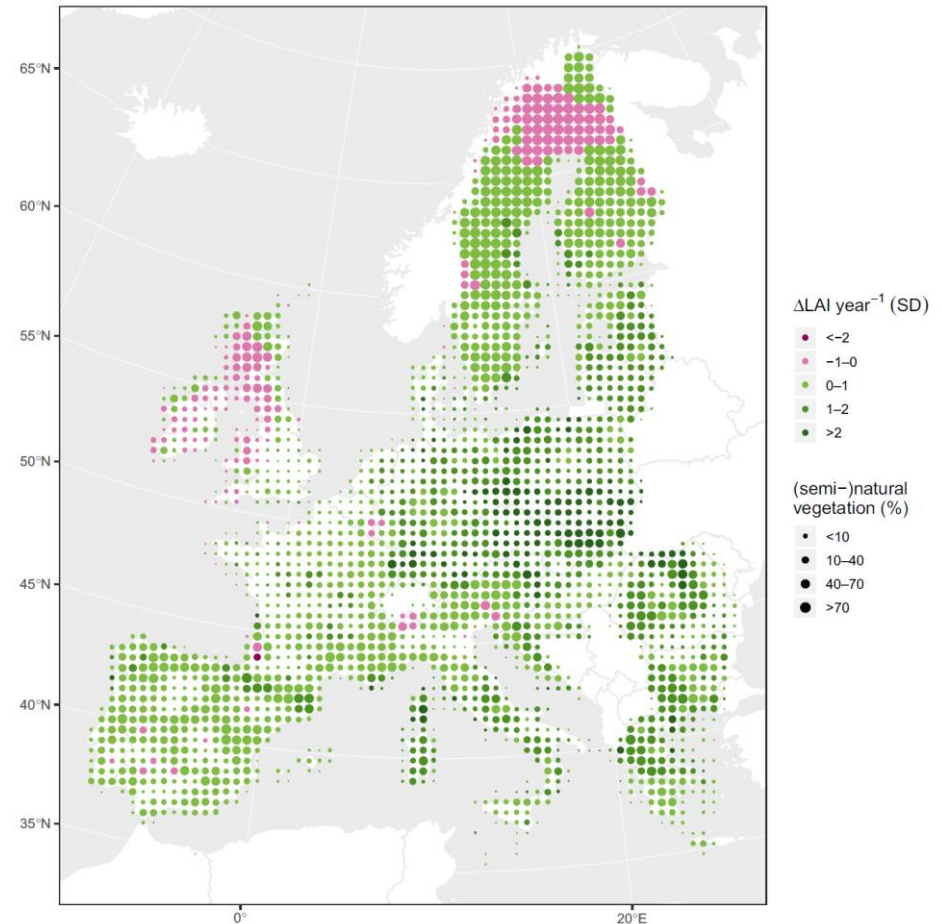 65°N
60°N
55°N
50°N
45°N
40°N
35°N
0°
20°E
ΔLAI year⁻¹ (SD)
<−2
−1–0
0–1
1–2
>2
(semi−)natural
vegetation (%)
<10
10–40
40–70
>70